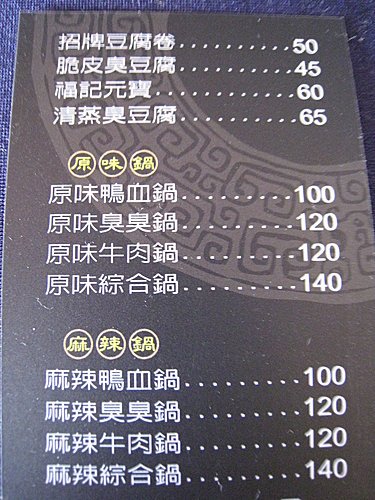 招牌豆腐卷............50
脆皮臭豆腐............45
福記元寶............60
清蒸臭豆腐............65
原味鍋
原味鴨血鍋............100
原味臭臭鍋............120
原味牛肉鍋............120
原味綜合鍋............140
麻辣鍋
麻辣鴨血鍋............100
麻辣臭臭鍋............120
麻辣牛肉鍋............120
麻辣綜合鍋............140